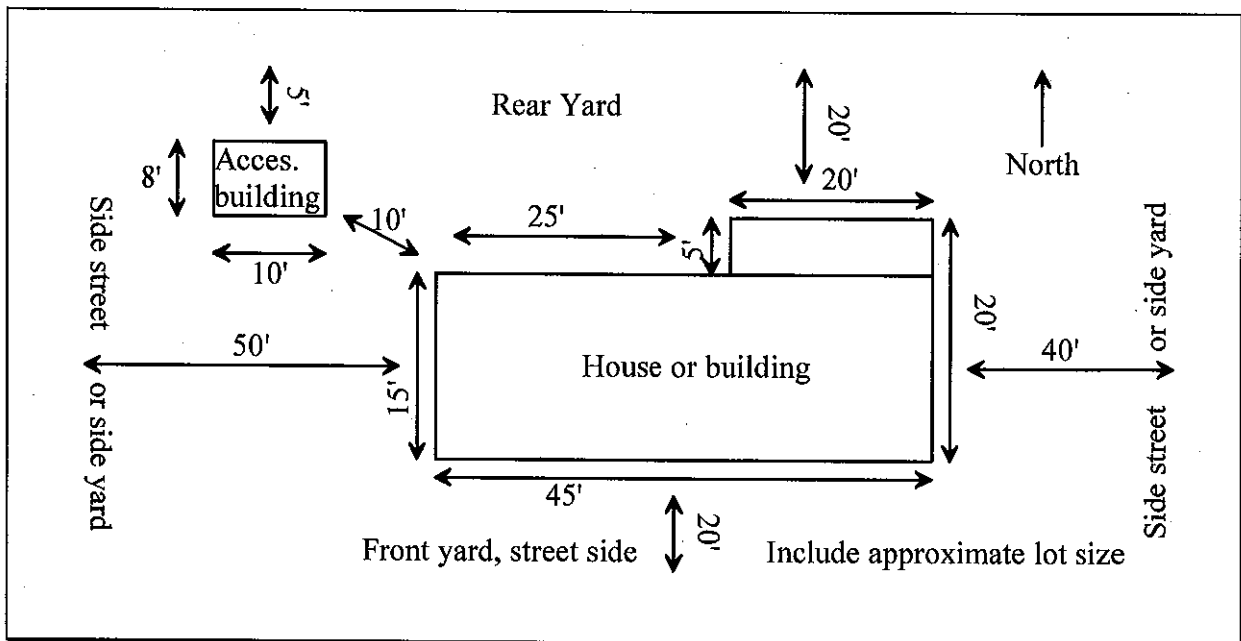 5'
Rear Yard
20'
North
8'
Acces.
building
20'
10'
25'
5'
10'
Side street or side yard
50'
15'
House or building
20'
40'
Side street or side yard
45'
20'
Front yard, street side
Include approximate lot size